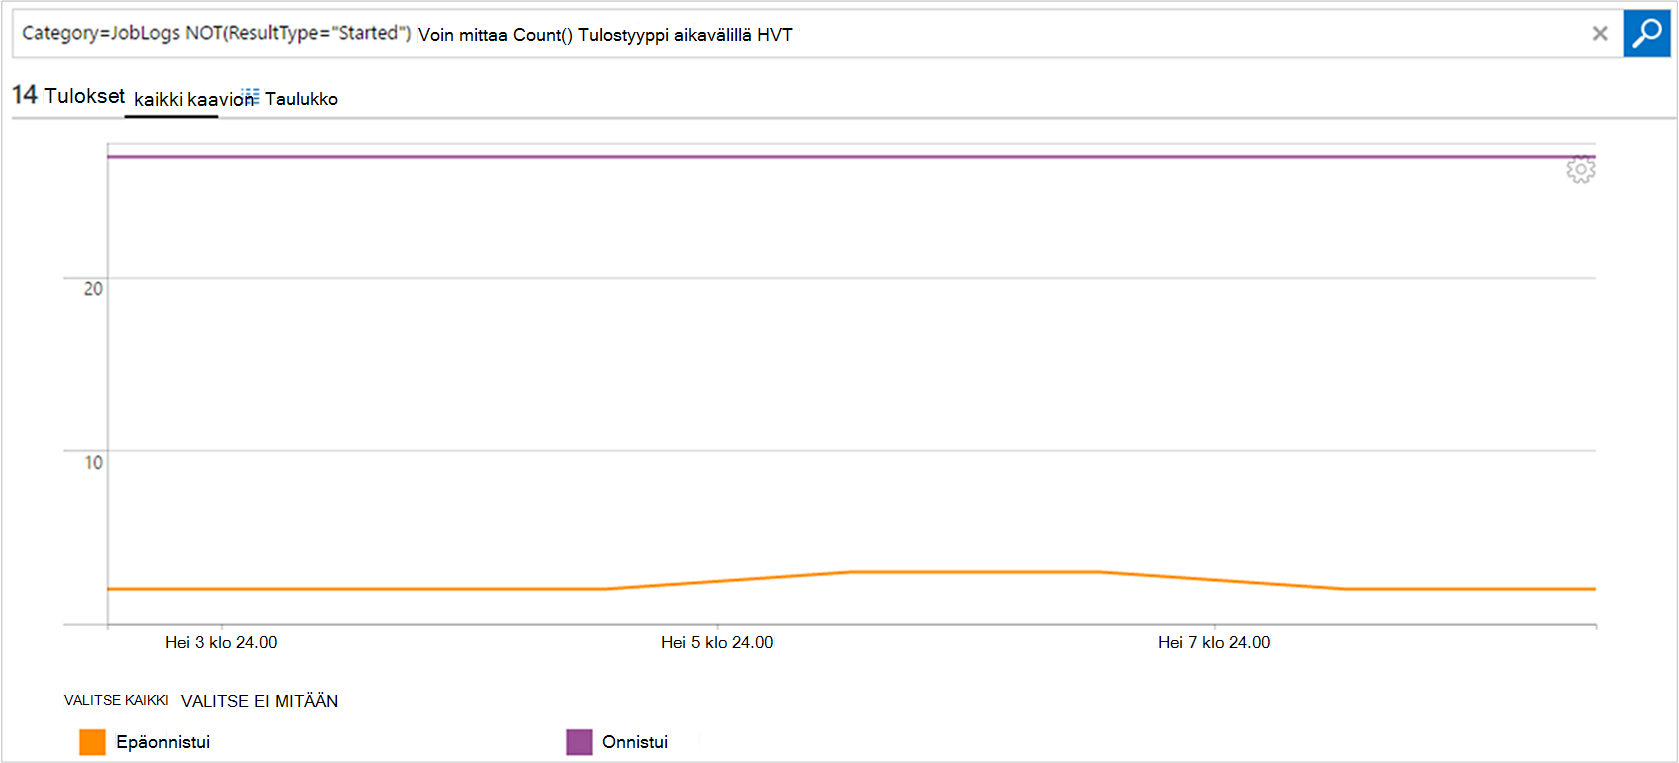 Category=JobLogs NOT(ResultType="Started") Voin mittaa Count() Tulostyyppi aikavälillä HVT
14 Tulokset kaikki kaavion Taulukko
20
10
Hei 3 klo 24.00 Hei 5 klo 24.00 Hei 7 klo 24.00
VALITSE KAIKKI VALITSE EI MITÄÄN
Epäonnistui Onnistui